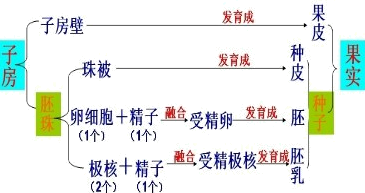 子房
子房壁
发育成
果皮
果实
胚珠
珠被
发育成
种皮
种子
卵细胞＋精子
融合
受精卵
发育成
胚
（1个）
（1个）
极核＋精子
融合
受精极核
发育成
胚乳
（2个）
（1个）